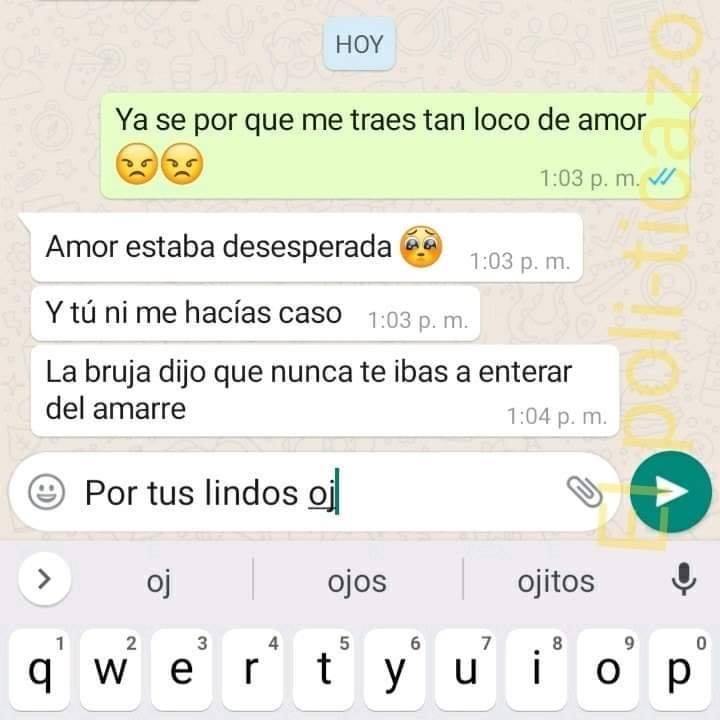 HOY
Ya se por que me traes tan loco de amor
😠😠
1:03 p. m.
Amor estaba desesperada 🥺
1:03 p. m.
Y tú ni me hacías caso
1:03 p. m.
La bruja dijo que nunca te ibas a enterar
del amarre
1:04 p. m.
Por tus lindos oj
oj ojos ojitos
1 2 3 4 5 6 7 8 9 0
q w e r t y u i o p
El poli-ticazo